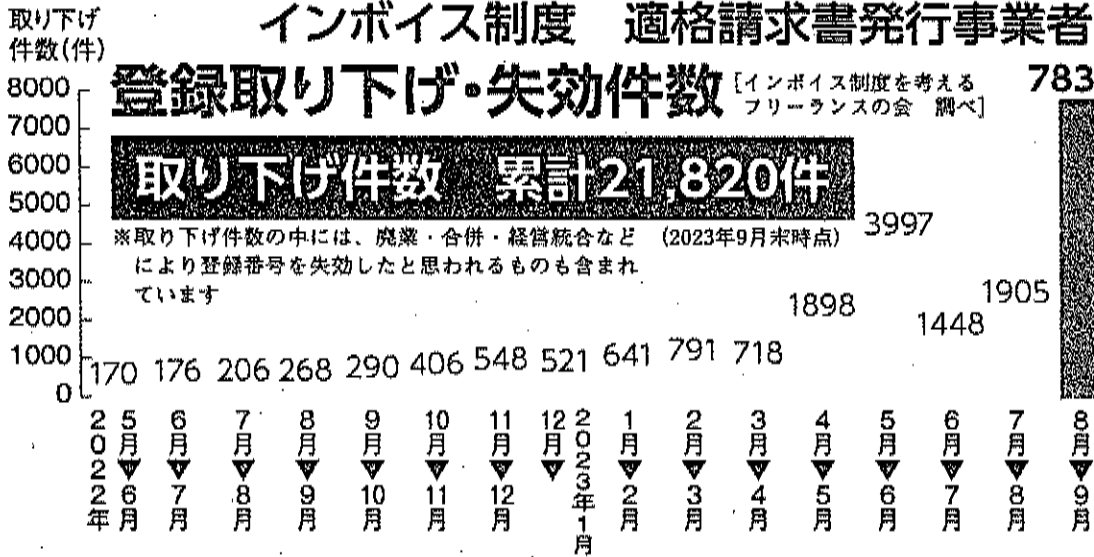 取り下げ
件数(件)
インボイス制度 適格請求書発行事業者
登録取り下げ・失効件数
[インボイス制度を考える
フリーランスの会 調べ]
取り下げ件数 累計21,820件
(2023年9月末時点)
※取り下げ件数の中には、廃業・合併・経営統合など
により登録番号を失効したと思われるものも含まれ
ています
8000
7000
6000
5000
4000
3000
2000
1000
0
170
176
206
268
290
406
548
521
641
791
718
1898
3997
1448
1905
783
2022年
5月▼6月
6月▼7月
7月▼8月
8月▼9月
9月▼10月
10月▼11月
11月▼12月
12月▼
2023年1月
1月▼2月
2月▼3月
3月▼4月
4月▼5月
5月▼6月
6月▼7月
7月▼8月
8月▼9月